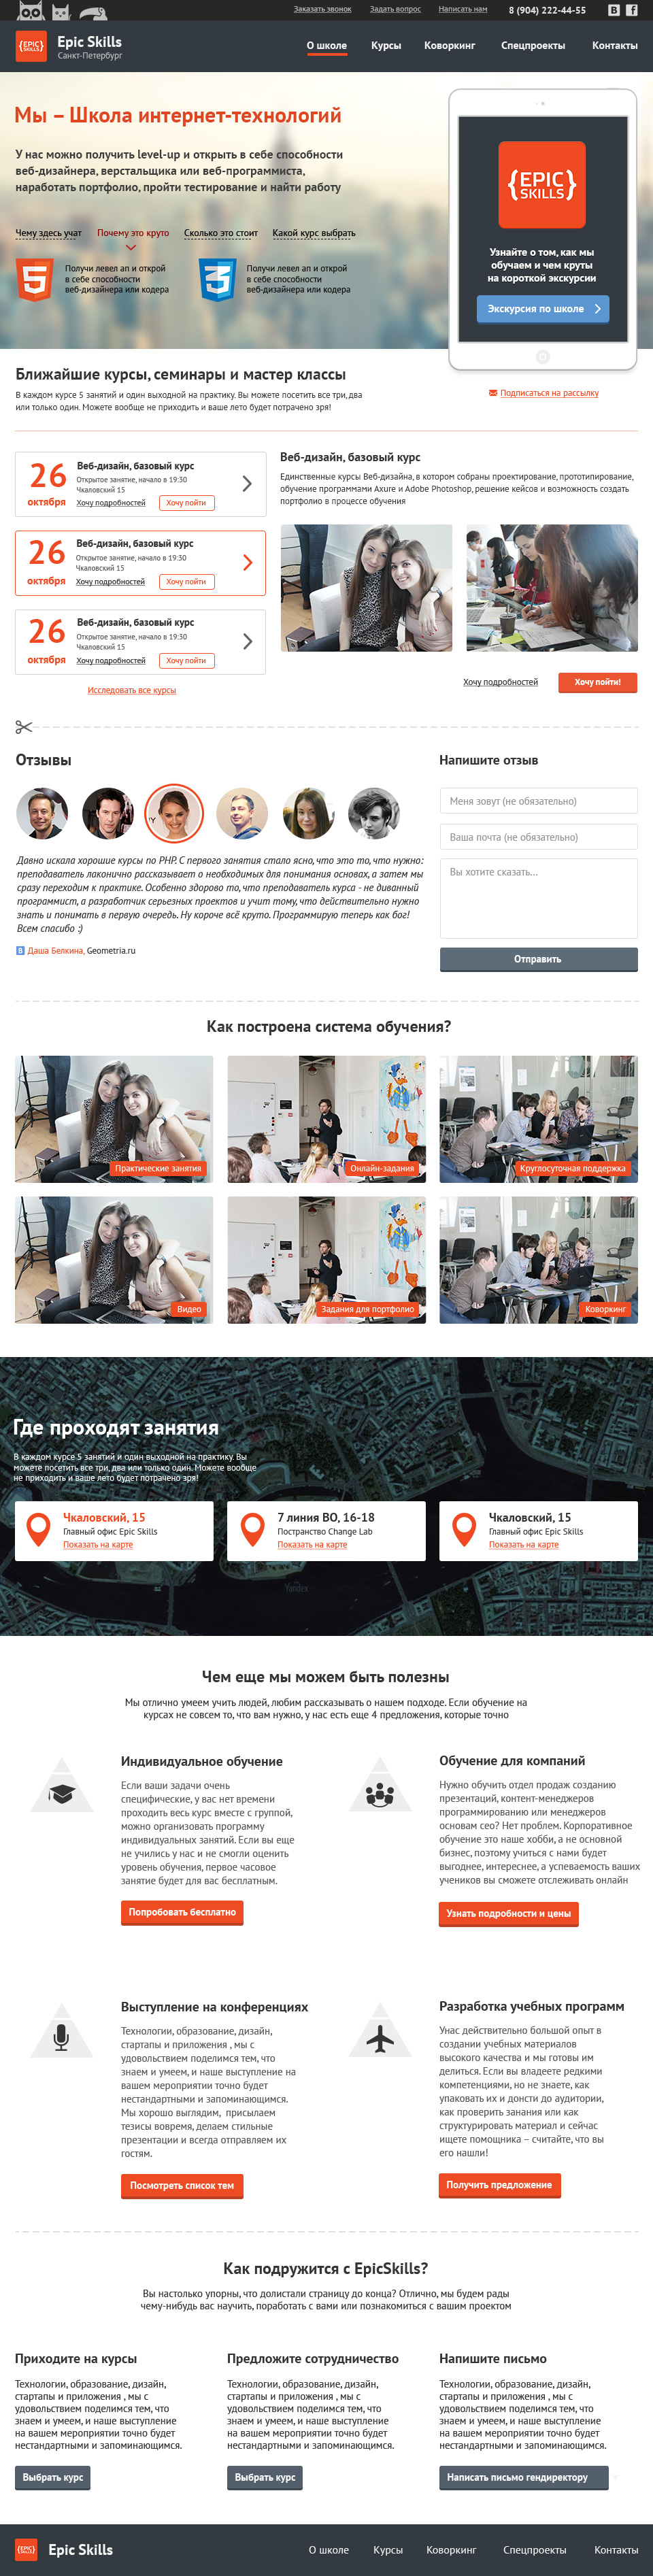 Заказать звонок
Задать вопрос
Написать нам
8 (904) 222-44-55
В
f
{EPIC SKILLS}
Epic Skills
Санкт-Петербург
О школе
Курсы
Коворкинг
Спецпроекты
Контакты
Мы – Школа интернет-технологий
У нас можно получить level-up и открыть в себе способности
веб-дизайнера, верстальщика или веб-программиста,
наработать портфолио, пройти тестирование и найти работу
Чему здесь учат
Почему это круто
Сколько это стоит
Какой курс выбрать
5
Получи левел ап и открой
в себе способности
веб-дизайнера или кодера
3
Получи левел ап и открой
в себе способности
веб-дизайнера или кодера
{EPIC
SKILLS}
Узнайте о том, как мы
обучаем и чем круты
на короткой экскурсии
Экскурсия по школе
Ближайшие курсы, семинары и мастер классы
В каждом курсе 5 занятий и один выходной на практику. Вы можете посетить все три, два
или только один. Можете вообще не приходить и ваше лето будет потрачено зря!
Подписаться на рассылку
26
октября
Веб-дизайн, базовый курс
Открытое занятие, начало в 19:30
Чкаловский 15
Хочу подробностей
Хочу пойти
26
октября
Веб-дизайн, базовый курс
Открытое занятие, начало в 19:30
Чкаловский 15
Хочу подробностей
Хочу пойти
26
октября
Веб-дизайн, базовый курс
Открытое занятие, начало в 19:30
Чкаловский 15
Хочу подробностей
Хочу пойти
Исследовать все курсы
Веб-дизайн, базовый курс
Единственные курсы Веб-дизайна, в котором собраны проектирование, прототипирование,
обучение программами Axure и Adobe Photoshop, решение кейсов и возможность создать
портфолио в процессе обучения
Хочу подробностей
Хочу пойти!
Отзывы
Давно искала хорошие курсы по PHP. С первого занятия стало ясно, что это то, что нужно:
преподаватель лаконично рассказывает о необходимых для понимания основах, а затем мы
сразу переходим к практике. Особенно здорово то, что преподаватель курса - не диванный
программист, а разработчик серьезных проектов и учит тому, что действительно нужно
знать и понимать в первую очередь. Ну короче всё круто. Программирую теперь как бог!
Всем спасибо :)
В Даша Белкина, Geometria.ru
Напишите отзыв
Меня зовут (не обязательно)
Ваша почта (не обязательно)
Вы хотите сказать...
Отправить
Как построена система обучения?
Практические занятия
Онлайн-задания
Круглосуточная поддержка
Видео
Задания для портфолио
Коворкинг
Где проходят занятия
В каждом курсе 5 занятий и один выходной на практику. Вы
можете посетить все три, два или только один. Можете вообще
не приходить и ваше лето будет потрачено зря!
Чкаловский, 15
Главный офис Epic Skills
Показать на карте
7 линия ВО, 16-18
Постранство Change Lab
Показать на карте
Чкаловский, 15
Главный офис Epic Skills
Показать на карте
Yandex
Чем еще мы можем быть полезны
Мы отлично умеем учить людей, любим рассказывать о нашем подходе. Если обучение на
курсах не совсем то, что вам нужно, у нас есть еще 4 предложения, которые точно
Индивидуальное обучение
Если ваши задачи очень
специфические, у вас нет времени
проходить весь курс вместе с группой,
можно организовать программу
индивидуальных занятий. Если вы еще
не учились у нас и не смогли оценить
уровень обучения, первое часовое
занятие будет для вас бесплатным.
Попробовать бесплатно
Обучение для компаний
Нужно обучить отдел продаж созданию
презентаций, контент-менеджеров
программированию или менеджеров
основам сео? Нет проблем. Корпоративное
обучение это наше хобби, а не основной
бизнес, поэтому учиться с нами будет
выгоднее, интереснее, а успеваемость ваших
учеников вы сможете отслеживать онлайн
Узнать подробности и цены
Выступление на конференциях
Технологии, образование, дизайн,
стартапы и приложения , мы с
удовольствием поделимся тем, что
знаем и умеем, и наше выступление на
вашем мероприятии точно будет
нестандартными и запоминающимся.
Мы хорошо выглядим,  присылаем
тезисы вовремя, делаем стильные
презентации и всегда отправляем их
гостям.
Посмотреть список тем
Разработка учебных программ
Унас действительно большой опыт в
создании учебных материалов
высокого качества и мы готовы им
делиться. Если вы владеете редкими
компетенциями, но не знаете, как
упаковать их и донсти до аудитории,
как проверить занания или как
структурировать материал и сейчас
ищете помощника – считайте, что вы
его нашли!
Получить предложение
Как подружится с EpicSkills?
Вы настолько упорны, что долистали страницу до конца? Отлично, мы будем рады
чему-нибудь вас научить, поработать с вами или познакомиться с вашим проектом
Приходите на курсы
Технологии, образование, дизайн,
стартапы и приложения , мы с
удовольствием поделимся тем, что
знаем и умеем, и наше выступление
на вашем мероприятии точно будет
нестандартными и запоминающимся.
Выбрать курс
Предложите сотрудничество
Технологии, образование, дизайн,
стартапы и приложения , мы с
удовольствием поделимся тем, что
знаем и умеем, и наше выступление
на вашем мероприятии точно будет
нестандартными и запоминающимся.
Выбрать курс
Напишите письмо
Технологии, образование, дизайн,
стартапы и приложения , мы с
удовольствием поделимся тем, что
знаем и умеем, и наше выступление
на вашем мероприятии точно будет
нестандартными и запоминающимся.
Написать письмо гендиректору
{EPIC SKILLS}
Epic Skills
О школе
Курсы
Коворкинг
Спецпроекты
Контакты